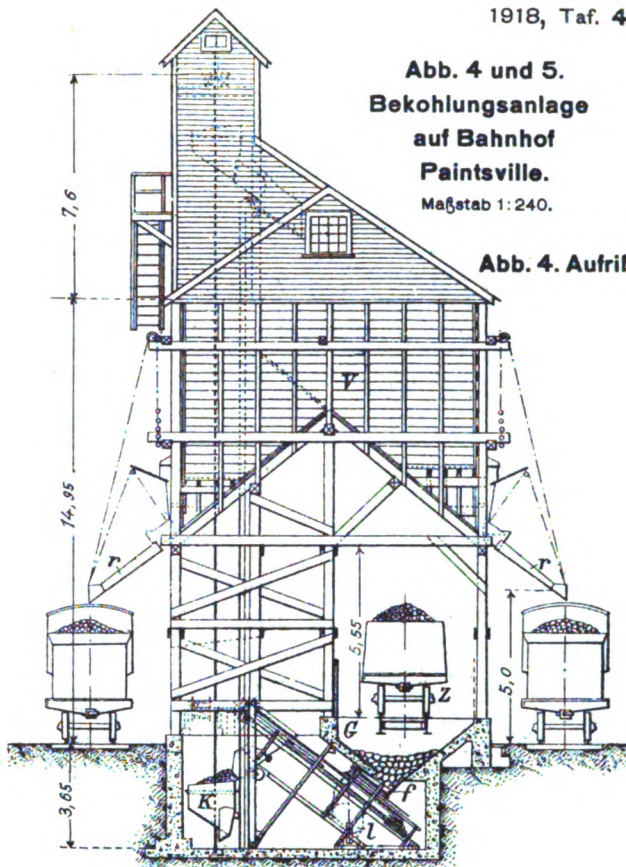 1918, Taf. 4
Abb. 4 und 5.
Bekohlungsanlage
auf Bahnhof
Paintsville.
Maßstab 1:240.
Abb. 4. Aufriß
7,6
V
14,95
r
r
5,55
5,0
Z
G
K
f
l
3,65